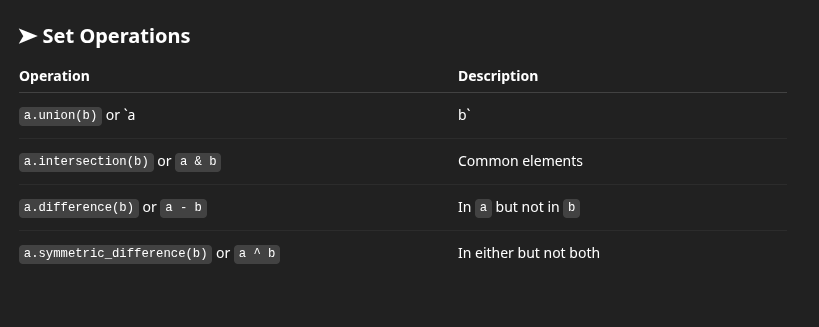 ➤ Set Operations
Operation Description
a.union(b) or `a b`
a.intersection(b) or a & b Common elements
a.difference(b) or a - b In a but not in b
a.symmetric_difference(b) or a ^ b In either but not both